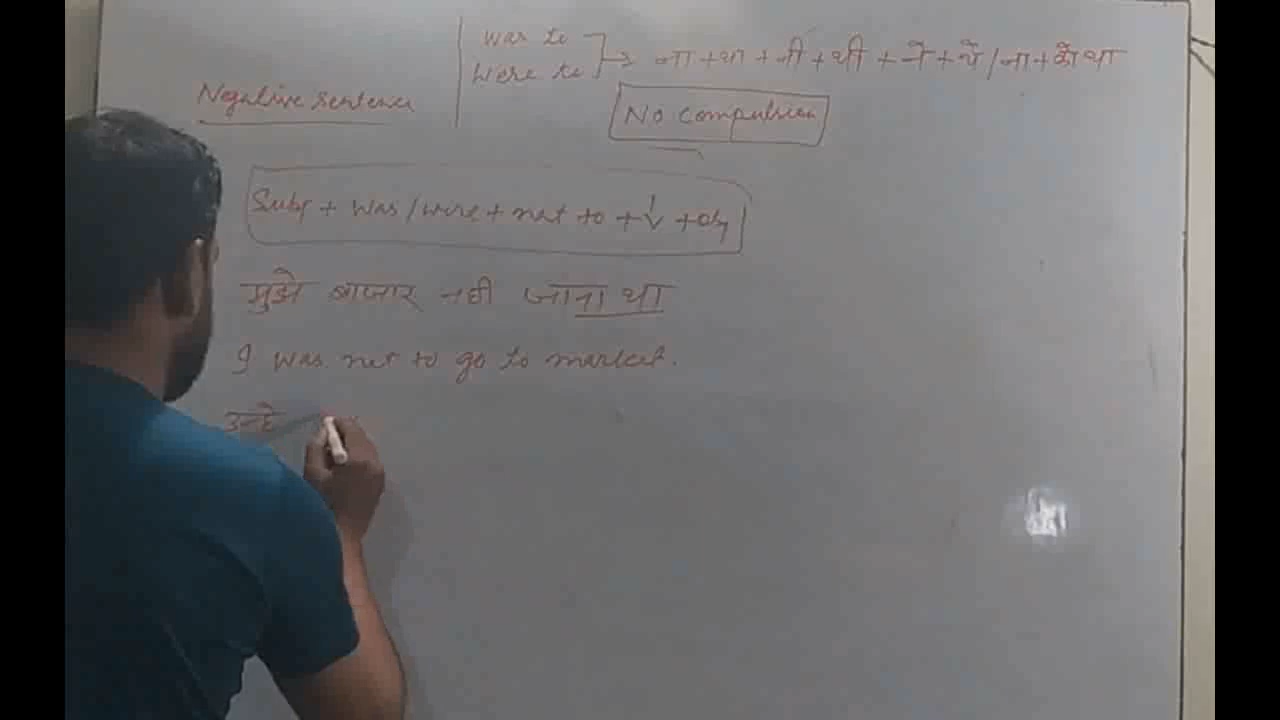 was to
were to → ना + था + नी + थी + ने + थे / ना + को था
Negative sentence
No compulsion
Subj + was / were + not to + V1 + obj
मुझे बाजार नही जाना था
I was not to go to market.
उन्हे